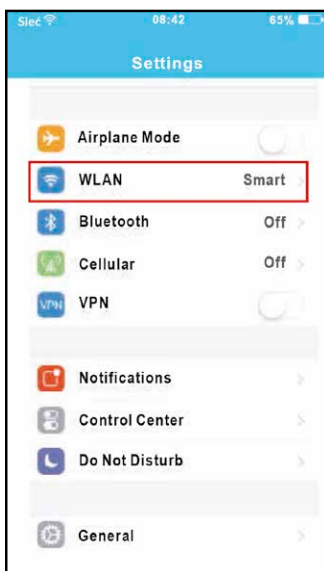 Sieć 08:42 65%
Settings
Airplane Mode
WLAN Smart
Bluetooth Off
Cellular Off
VPN VPN
Notifications
Control Center
Do Not Disturb
General